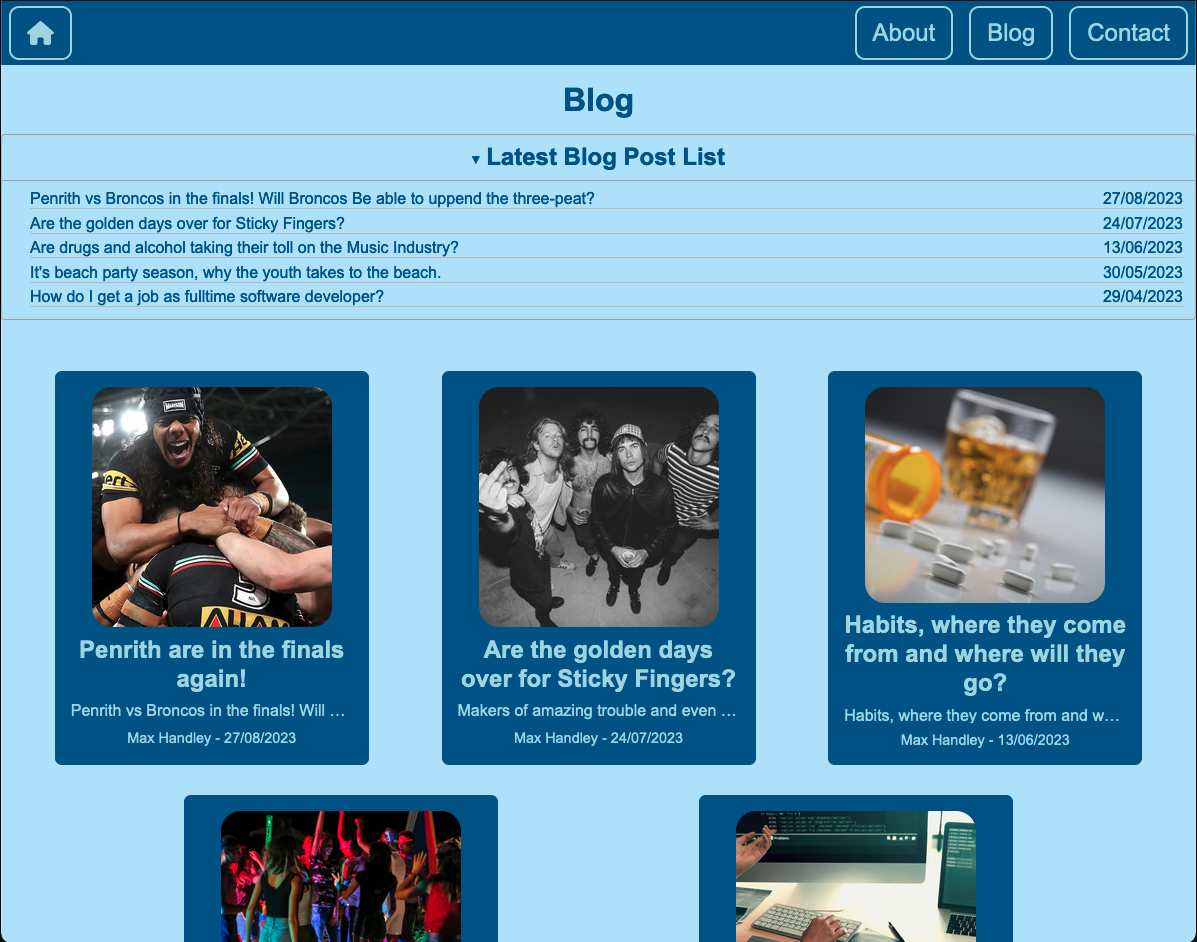 About Blog Contact
Blog
▾ Latest Blog Post List
Penrith vs Broncos in the finals! Will Broncos Be able to uppend the three-peat? 27/08/2023
Are the golden days over for Sticky Fingers? 24/07/2023
Are drugs and alcohol taking their toll on the Music Industry? 13/06/2023
It's beach party season, why the youth takes to the beach. 30/05/2023
How do I get a job as fulltime software developer? 29/04/2023
MADISON
Penrith are in the finals
again!
Penrith vs Broncos in the finals! Will …
Max Handley - 27/08/2023
Are the golden days
over for Sticky Fingers?
Makers of amazing trouble and even …
Max Handley - 24/07/2023
Habits, where they come
from and where will they
go?
Habits, where they come from and w…
Max Handley - 13/06/2023